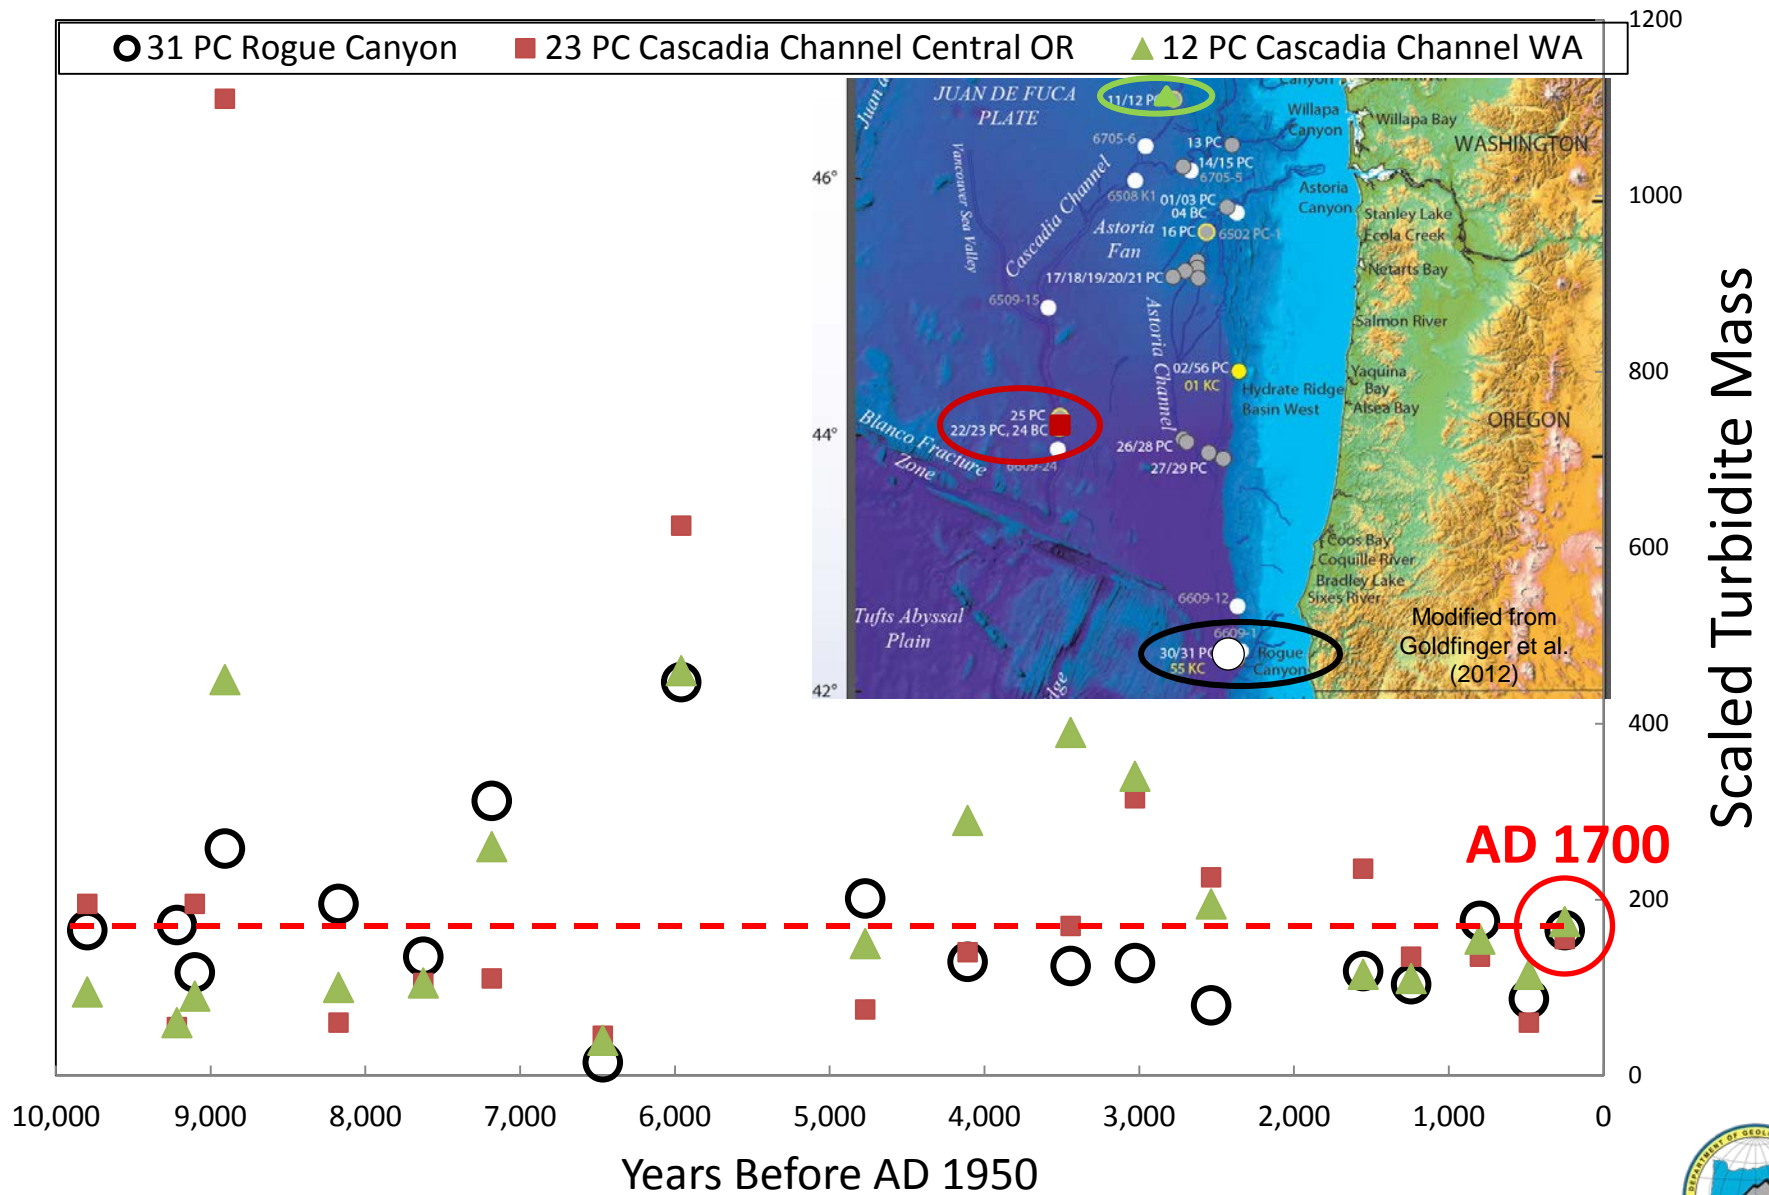 31 PC Rogue Canyon
23 PC Cascadia Channel Central OR
12 PC Cascadia Channel WA
1200
1000
800
600
400
200
0
Scaled Turbidite Mass
10,000
9,000
8,000
7,000
6,000
5,000
4,000
3,000
2,000
1,000
0
Years Before AD 1950
AD 1700
46°
44°
42°
JUAN DE FUCA
PLATE
Vancouver Sea Valley
Cascadia Channel
11/12 P
6705-6
13 PC
14/15 PC
6705-5
6508 K1
01/03 PC
04 BC
Astoria
Fan
16 PC
6502 PC-1
17/18/19/20/21 PC
6509-15
Astoria Channel
02/56 PC
01 KC
Hydrate Ridge
Basin West
25 PC
22/23 PC, 24 BC
6609-24
Blanco Fracture
Zone
26/28 PC
27/29 PC
Tufts Abyssal
Plain
6609-12
6609-1
30/31 PC
55 KC
Rogue
Canyon
Willapa
Canyon
Willapa Bay
WASHINGTON
Astoria
Canyon
Stanley Lake
Ecola Creek
Netarts Bay
Salmon River
Yaquina
Bay
Alsea Bay
OREGON
Coos Bay
Coquille River
Bradley Lake
Sixes River
Modified from
Goldfinger et al.
(2012)